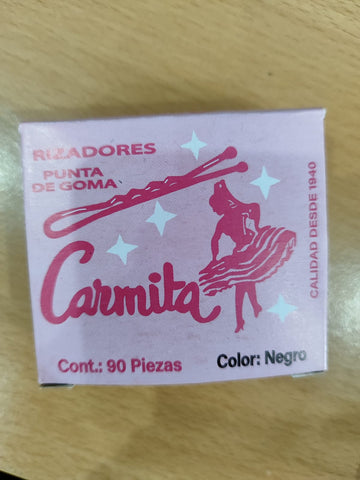 RIZADORES
PUNTA
DE GOMA
Carmita
CALIDAD DESDE 1940
Cont.: 90 Piezas
Color: Negro